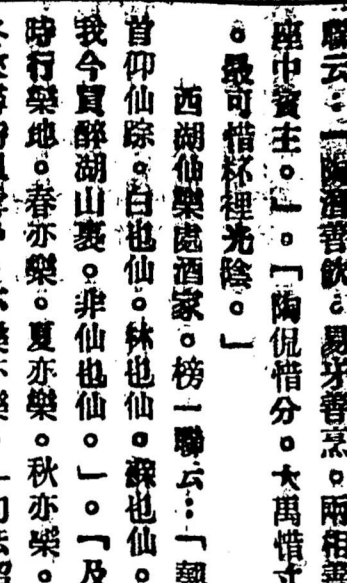 聯云：「陶潛善飲。易牙善烹。兩相善
座中賓主。」。「陶侃惜分。大禹惜寸
。最可惜杯裡光陰。」
西湖仙樂處酒家。榜一聯云：「翹
首仰仙踪。白也仙。林也仙。蘇也仙。
我今買醉湖山裏。非仙也仙。」。「及
時行樂地。春亦樂。夏亦樂。秋亦樂。